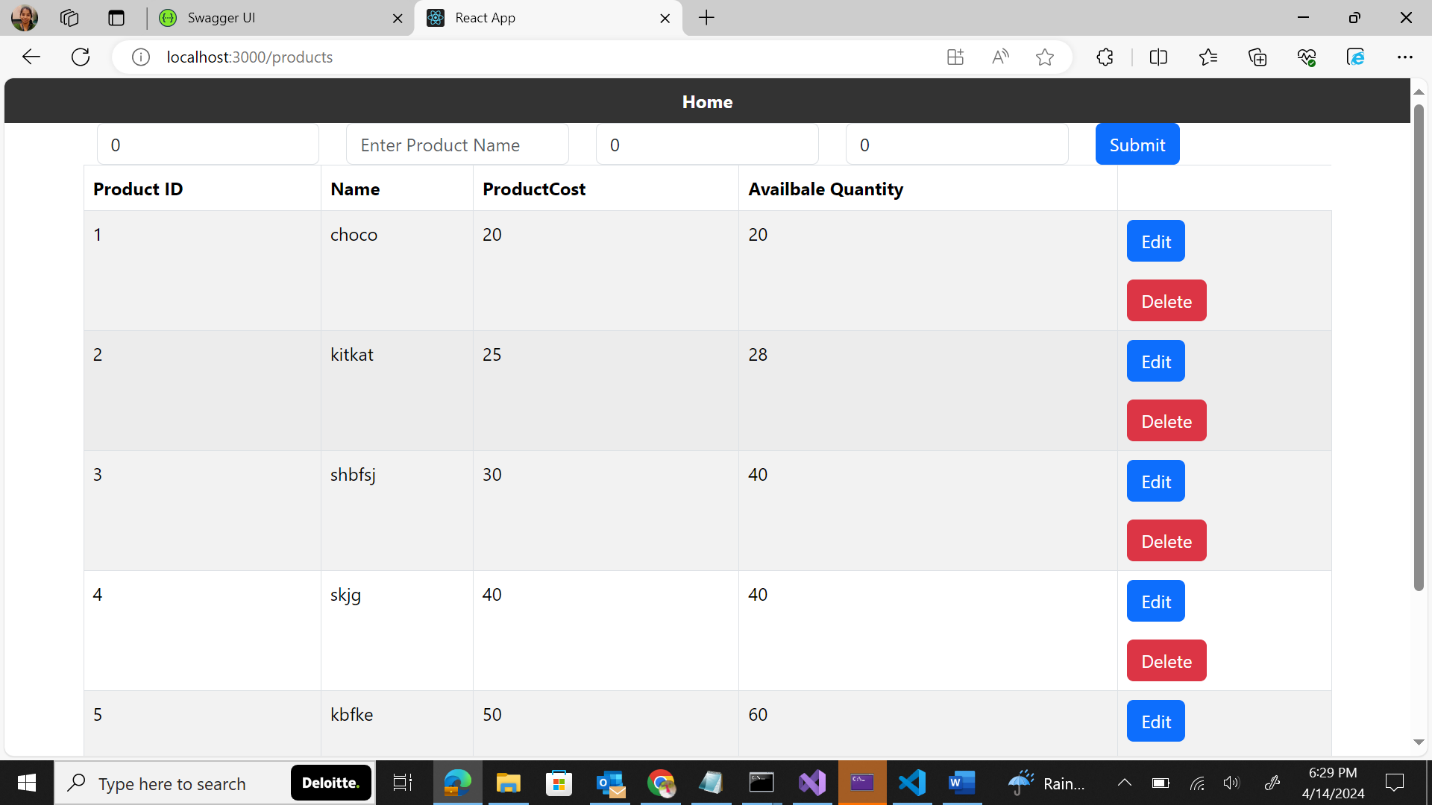 Swagger UI
React App
localhost:3000/products
Home
0 Enter Product Name 0 0 Submit
Product ID Name ProductCost Availbale Quantity
1 choco 20 20 Edit
Delete
2 kitkat 25 28 Edit
Delete
3 shbfsj 30 40 Edit
Delete
4 skjg 40 40 Edit
Delete
5 kbfke 50 60 Edit
Type here to search Deloitte. Rain... 6:29 PM
4/14/2024